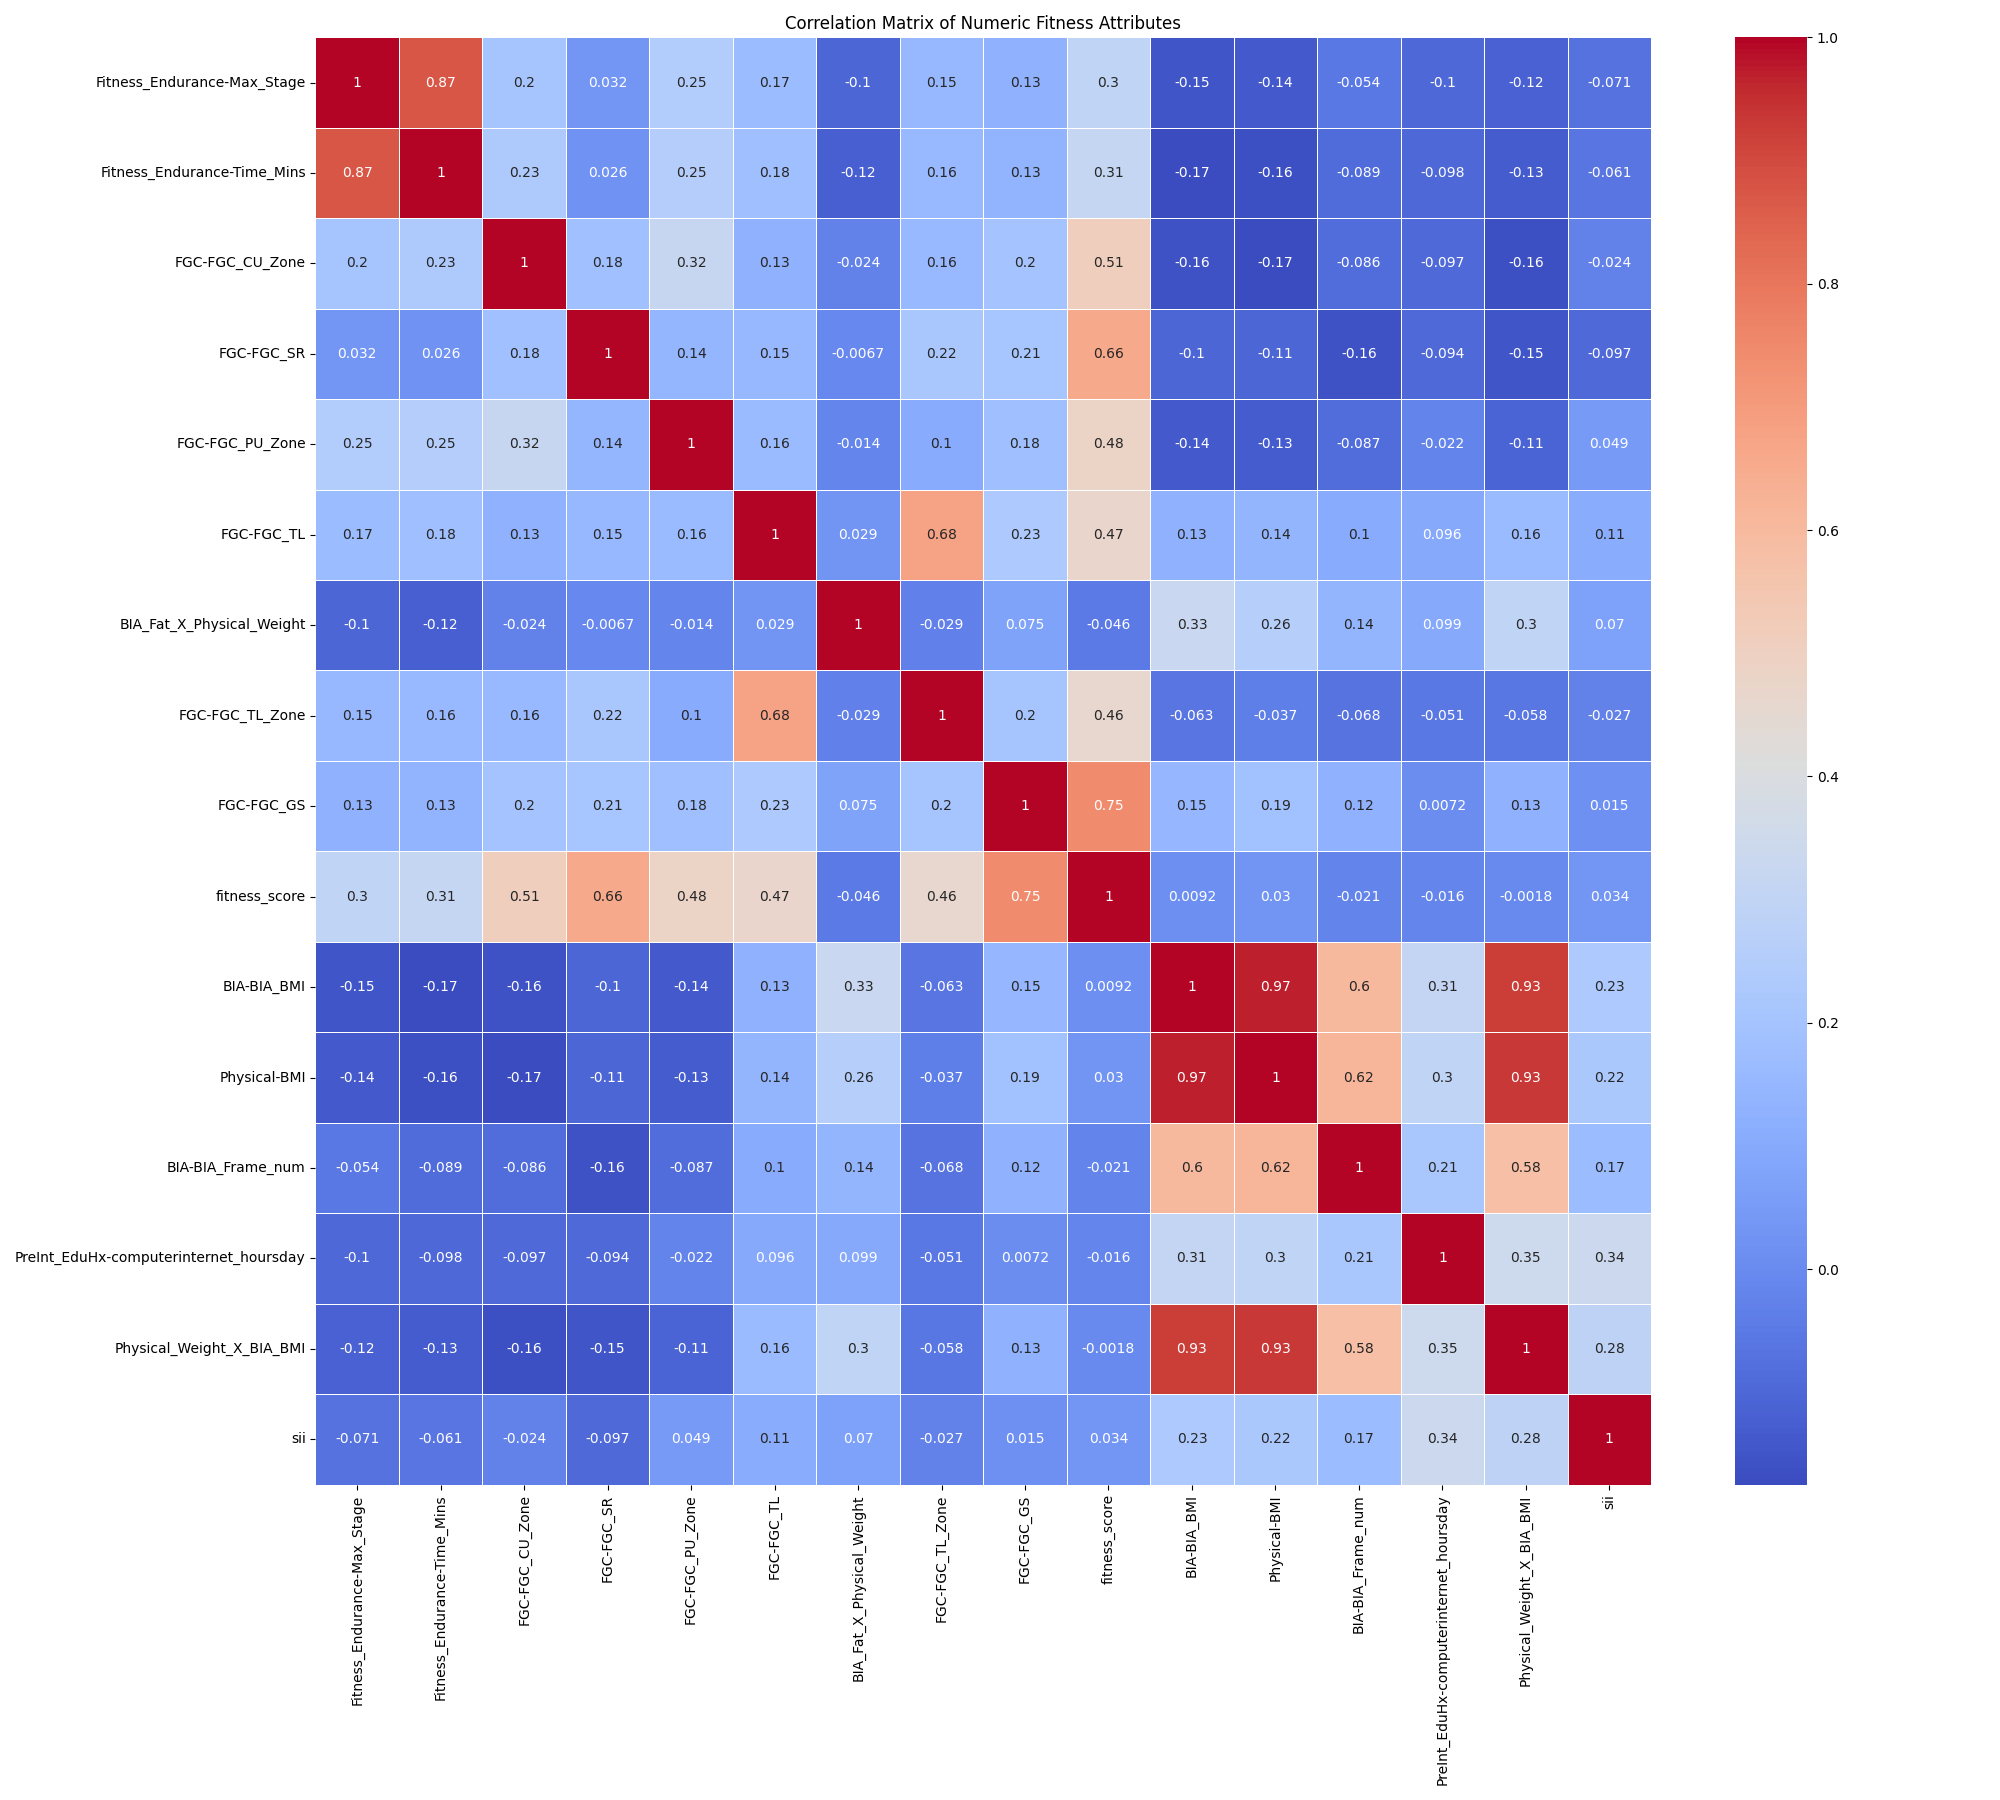 Correlation Matrix of Numeric Fitness Attributes
Fitness_Endurance-Max_Stage 1 0.87 0.2 0.032 0.25 0.17 -0.1 0.15 0.13 0.3 -0.15 -0.14 -0.054 -0.1 -0.12 -0.071
Fitness_Endurance-Time_Mins 0.87 1 0.23 0.026 0.25 0.18 -0.12 0.16 0.13 0.31 -0.17 -0.16 -0.089 -0.098 -0.13 -0.061
FGC-FGC_CU_Zone 0.2 0.23 1 0.18 0.32 0.13 -0.024 0.16 0.2 0.51 -0.16 -0.17 -0.086 -0.097 -0.16 -0.024
FGC-FGC_SR 0.032 0.026 0.18 1 0.14 0.15 -0.0067 0.22 0.21 0.66 -0.1 -0.11 -0.16 -0.094 -0.15 -0.097
FGC-FGC_PU_Zone 0.25 0.25 0.32 0.14 1 0.16 -0.014 0.1 0.18 0.48 -0.14 -0.13 -0.087 -0.022 -0.11 0.049
FGC-FGC_TL 0.17 0.18 0.13 0.15 0.16 1 0.029 0.68 0.23 0.47 0.13 0.14 0.1 0.096 0.16 0.11
BIA_Fat_X_Physical_Weight -0.1 -0.12 -0.024 -0.0067 -0.014 0.029 1 -0.029 0.075 -0.046 0.33 0.26 0.14 0.099 0.3 0.07
FGC-FGC_TL_Zone 0.15 0.16 0.16 0.22 0.1 0.68 -0.029 1 0.2 0.46 -0.063 -0.037 -0.068 -0.051 -0.058 -0.027
FGC-FGC_GS 0.13 0.13 0.2 0.21 0.18 0.23 0.075 0.2 1 0.75 0.15 0.19 0.12 0.0072 0.13 0.015
fitness_score 0.3 0.31 0.51 0.66 0.48 0.47 -0.046 0.46 0.75 1 0.0092 0.03 -0.021 -0.016 -0.0018 0.034
BIA-BIA_BMI -0.15 -0.17 -0.16 -0.1 -0.14 0.13 0.33 -0.063 0.15 0.0092 1 0.97 0.6 0.31 0.93 0.23
Physical-BMI -0.14 -0.16 -0.17 -0.11 -0.13 0.14 0.26 -0.037 0.19 0.03 0.97 1 0.62 0.3 0.93 0.22
BIA-BIA_Frame_num -0.054 -0.089 -0.086 -0.16 -0.087 0.1 0.14 -0.068 0.12 -0.021 0.6 0.62 1 0.21 0.58 0.17
PreInt_EduHx-computerinternet_hoursday -0.1 -0.098 -0.097 -0.094 -0.022 0.096 0.099 -0.051 0.0072 -0.016 0.31 0.3 0.21 1 0.35 0.34
Physical_Weight_X_BIA_BMI -0.12 -0.13 -0.16 -0.15 -0.11 0.16 0.3 -0.058 0.13 -0.0018 0.93 0.93 0.58 0.35 1 0.28
sii -0.071 -0.061 -0.024 -0.097 0.049 0.11 0.07 -0.027 0.015 0.034 0.23 0.22 0.17 0.34 0.28 1
Fitness_Endurance-Max_Stage
Fitness_Endurance-Time_Mins
FGC-FGC_CU_Zone
FGC-FGC_SR
FGC-FGC_PU_Zone
FGC-FGC_TL
BIA_Fat_X_Physical_Weight
FGC-FGC_TL_Zone
FGC-FGC_GS
fitness_score
BIA-BIA_BMI
Physical-BMI
BIA-BIA_Frame_num
PreInt_EduHx-computerinternet_hoursday
Physical_Weight_X_BIA_BMI
sii
1.0
0.8
0.6
0.4
0.2
0.0